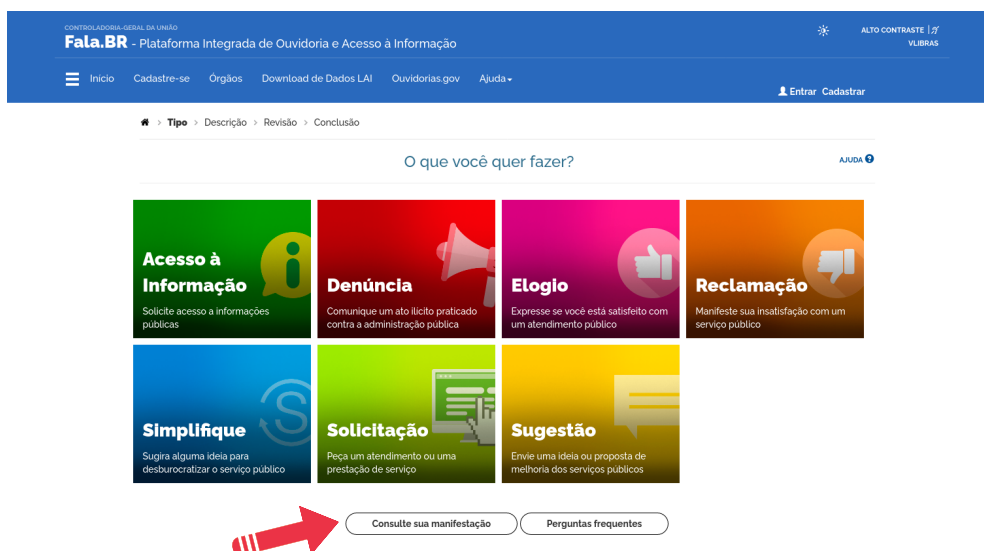 CONTROLADORIA-GERAL DA UNIÃO
Fala.BR - Plataforma Integrada de Ouvidoria e Acesso à Informação
ALTO CONTRASTE |
VLIBRAS
Início Cadastre-se Órgãos Download de Dados LAI Ouvidorias.gov Ajuda
Entrar Cadastrar
> Tipo > Descrição > Revisão > Conclusão
O que você quer fazer?
AJUDA ?
Acesso à
Informação
Solicite acesso a informações
públicas
Denúncia
Comunique um ato ilícito praticado
contra a administração pública
Elogio
Expresse se você está satisfeito com
um atendimento público
Reclamação
Manifeste sua insatisfação com um
serviço público
Simplifique
Sugira alguma ideia para
desburocratizar o serviço público
Solicitação
Peça um atendimento ou uma
prestação de serviço
Sugestão
Envie uma ideia ou proposta de
melhoria dos serviços públicos
Consulte sua manifestação
Perguntas frequentes